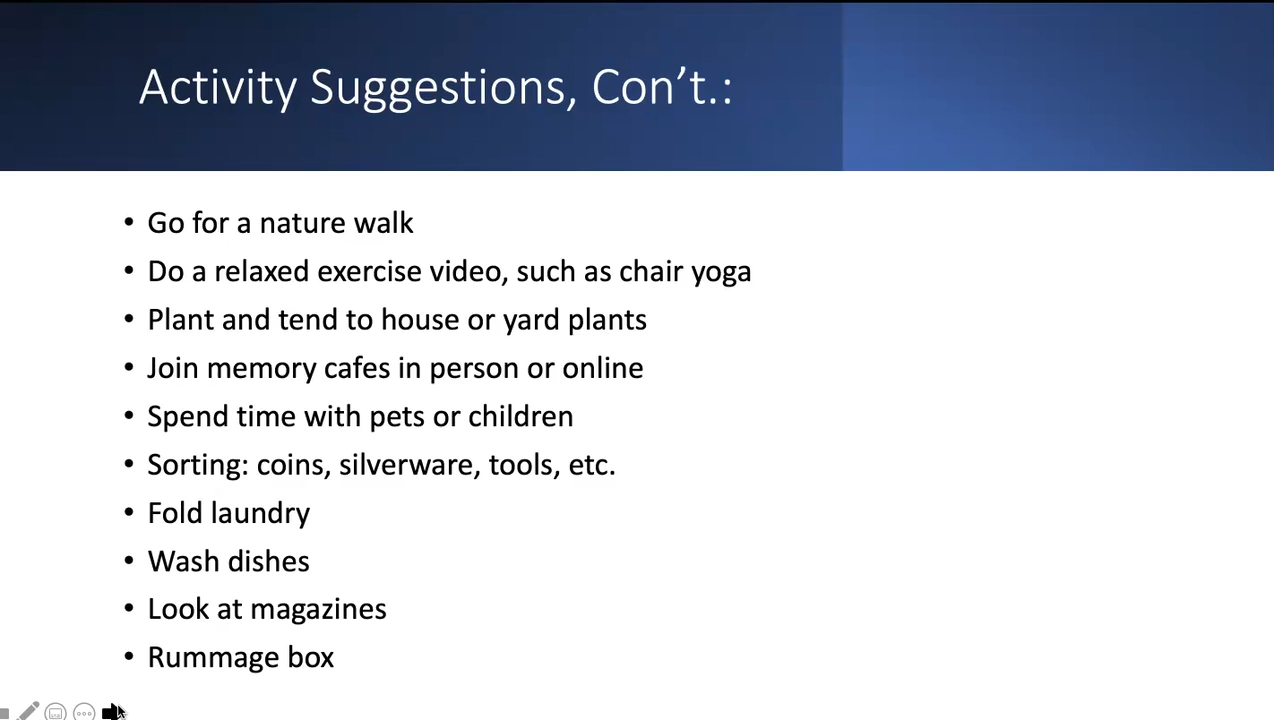 Activity Suggestions, Con’t.:
• Go for a nature walk
• Do a relaxed exercise video, such as chair yoga
• Plant and tend to house or yard plants
• Join memory cafes in person or online
• Spend time with pets or children
• Sorting: coins, silverware, tools, etc.
• Fold laundry
• Wash dishes
• Look at magazines
• Rummage box